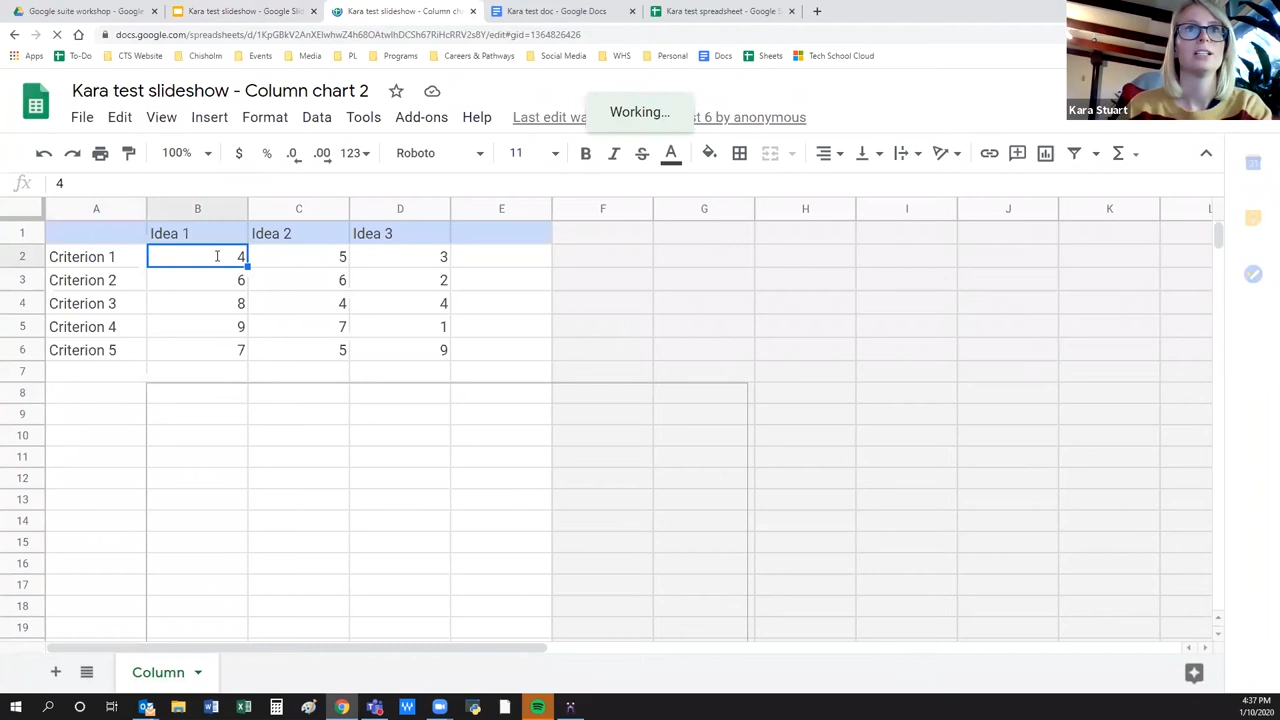 Google suite workshop - Google D
Kara test slideshow - Google Slid
Kara test slideshow - Column cha
Kara test doc - Google Docs
Kara test spreadsheet - Google S
docs.google.com/spreadsheets/d/1KpGBkV2AnXElwhwZ4h68OAtwlhDCSh67RiHcRRV2s8Y/edit#gid=1364826426
Apps To-Do CTS Website Chisholm Events Media PL Programs Careers & Pathways Social Media WHS Personal Docs Sheets Tech School Cloud
Kara Stuart
Kara test slideshow - Column chart 2
File Edit View Insert Format Data Tools Add-ons Help
Last edit wa
Working...
6 by anonymous
100% $ % .0 .00 123 Roboto 11 B I S A
fx 4
A B C D E F G H I J K L
1 Idea 1 Idea 2 Idea 3
2 Criterion 1 4 5 3
3 Criterion 2 6 6 2
4 Criterion 3 8 4 4
5 Criterion 4 9 7 1
6 Criterion 5 7 5 9
7
8
9
10
11
12
13
14
15
16
17
18
19
Column
4:37 PM
1/10/2020